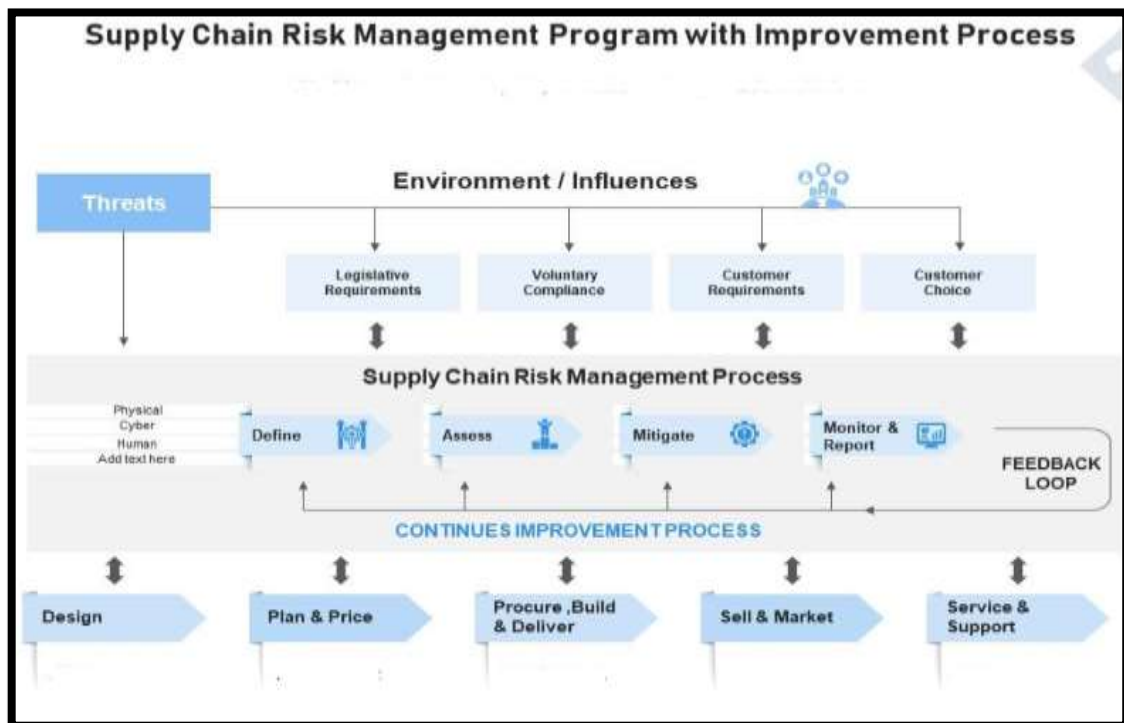 Supply Chain Risk Management Program with Improvement Process
Threats
Environment / Influences
Legislative
Requirements
Voluntary
Compliance
Customer
Requirements
Customer
Choice
Supply Chain Risk Management Process
Physical
Cyber
Human
Add text here
Define
Assess
Mitigate
Monitor &
Report
FEEDBACK
LOOP
CONTINUES IMPROVEMENT PROCESS
Design
Plan & Price
Procure ,Build
& Deliver
Sell & Market
Service &
Support